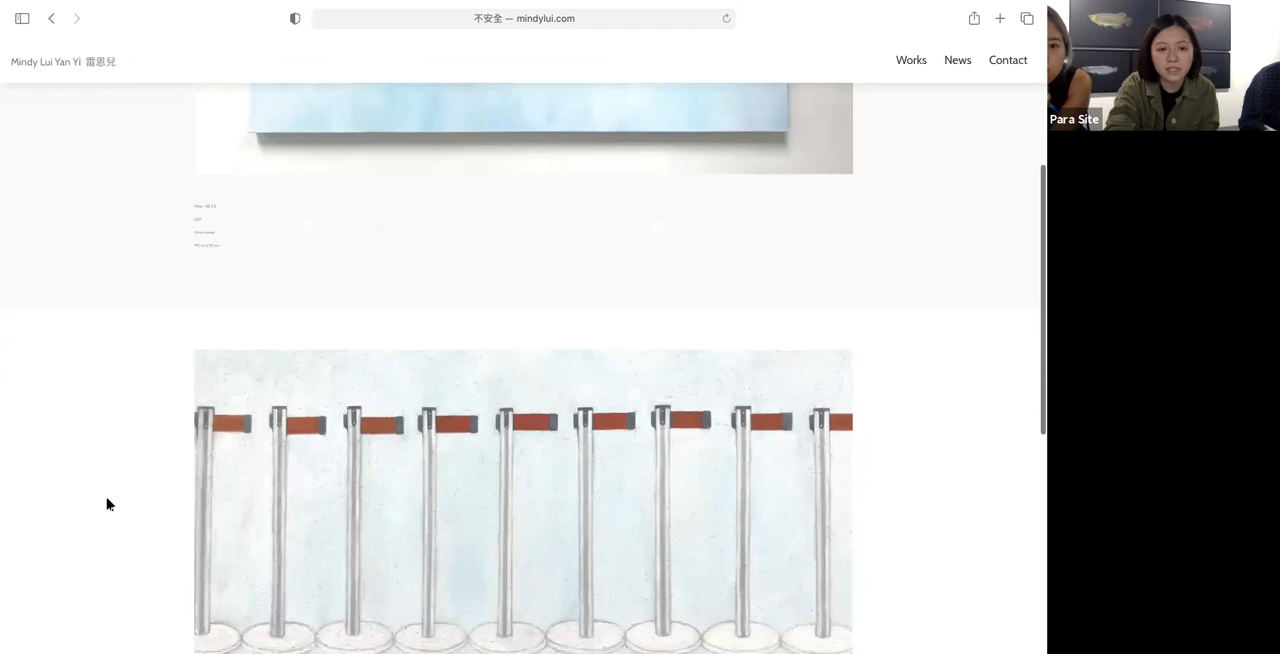 不安全 — mindylui.com
Mindy Lui Yan Yi 雷恩兒
Works
News
Contact
Para Site